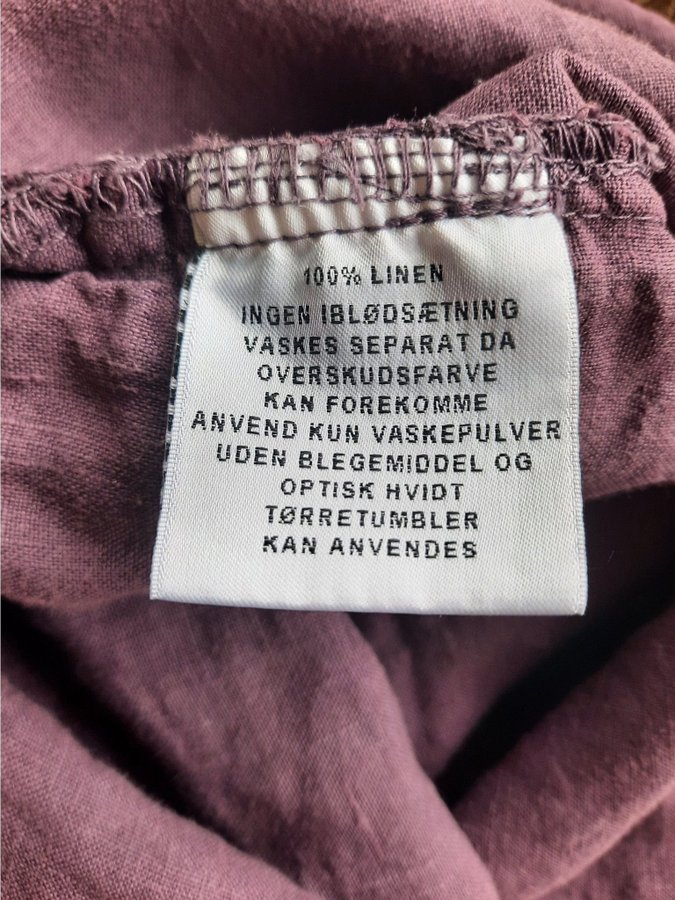 100% LINEN
INGEN IBLØDSÆTNING
VASKES SEPARAT DA
OVERSKUDSFARVE
KAN FOREKOMME
ANVEND KUN VASKEPULVER
UDEN BLEGEMIDDEL OG
OPTISK HVIDT
TØRRETUMBLER
KAN ANVENDES